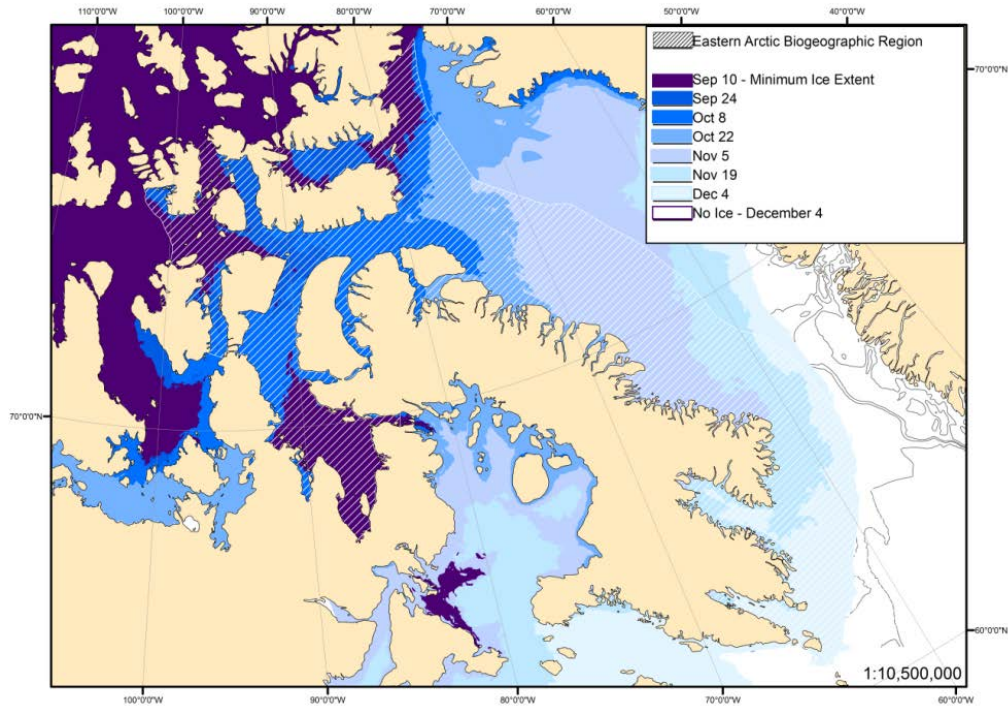 110°0'0"W 100°0'0"W 90°0'0"W 80°0'0"W 70°0'0"W 60°0'0"W 50°0'0"W 40°0'0"W
Eastern Arctic Biogeographic Region
Sep 10 - Minimum Ice Extent
Sep 24
Oct 8
Oct 22
Nov 5
Nov 19
Dec 4
No Ice - December 4
70°0'0"N
70°0'0"N
60°0'0"N
1:10,500,000
100°0'0"W 90°0'0"W 80°0'0"W 70°0'0"W 60°0'0"W